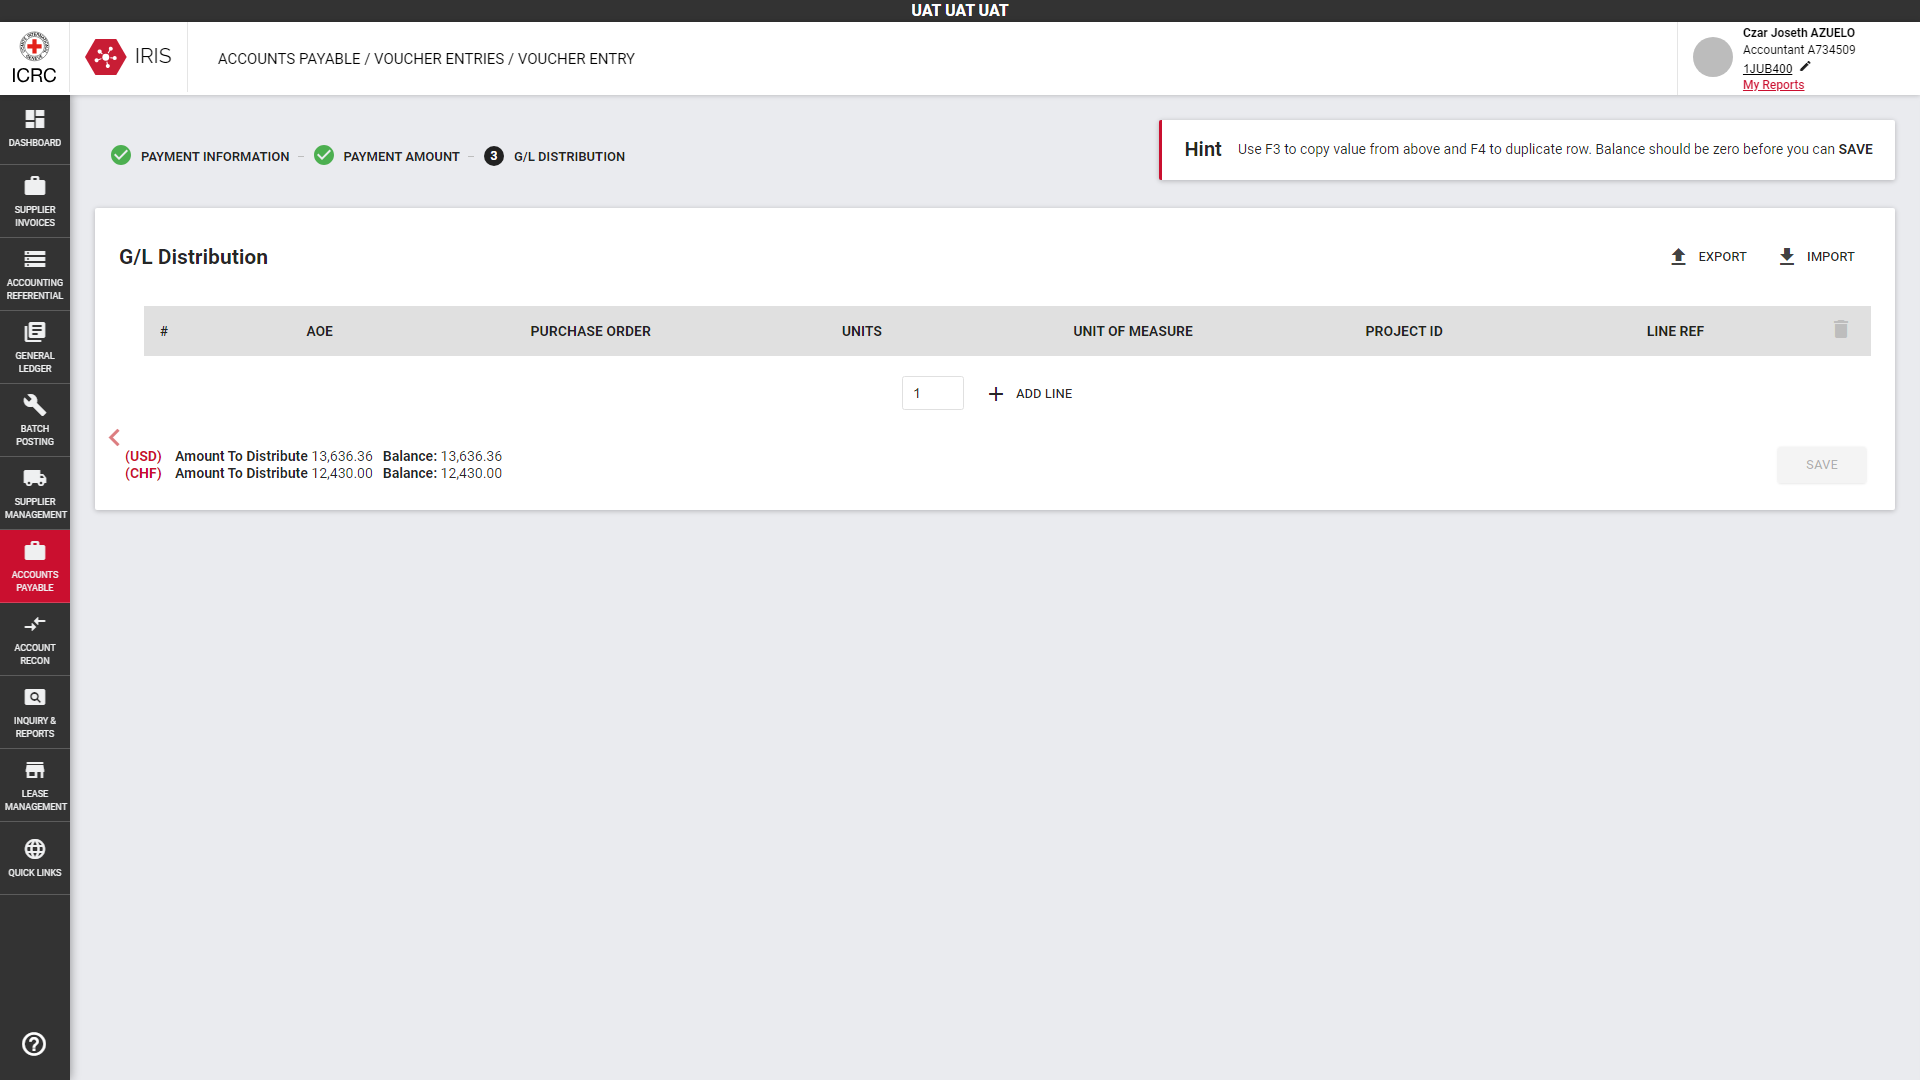 UAT UAT UAT
ICRC
IRIS
ACCOUNTS PAYABLE / VOUCHER ENTRIES / VOUCHER ENTRY
Czar Joseth AZUELO
Accountant A734509
1JUB400
My Reports
DASHBOARD
SUPPLIER
INVOICES
ACCOUNTING
REFERENTIAL
GENERAL
LEDGER
BATCH
POSTING
SUPPLIER
MANAGEMENT
ACCOUNTS
PAYABLE
ACCOUNT
RECON
INQUIRY &
REPORTS
LEASE
MANAGEMENT
QUICK LINKS
PAYMENT INFORMATION
PAYMENT AMOUNT
3 G/L DISTRIBUTION
Hint Use F3 to copy value from above and F4 to duplicate row. Balance should be zero before you can SAVE
G/L Distribution
EXPORT
IMPORT
# AOE PURCHASE ORDER UNITS UNIT OF MEASURE PROJECT ID LINE REF
1 ADD LINE
(USD) Amount To Distribute 13,636.36 Balance: 13,636.36
(CHF) Amount To Distribute 12,430.00 Balance: 12,430.00
SAVE